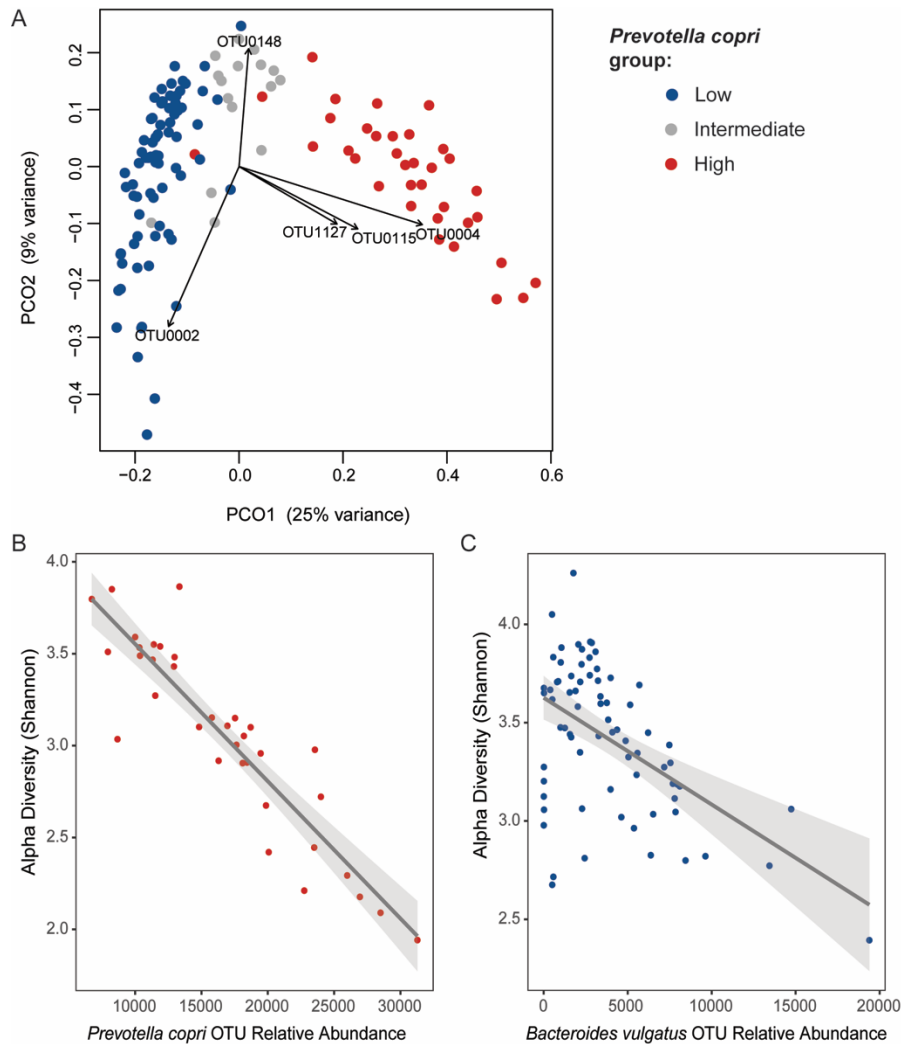 A
Prevotella copri
group:
Low
Intermediate
High
OTU0148
OTU1127
OTU0115
OTU0004
OTU0002
0.2
0.1
0.0
−0.1
−0.2
−0.3
−0.4
PCO2 (9% variance)
−0.2
0.0
0.2
0.4
0.6
PCO1 (25% variance)
B
4.0
3.5
3.0
2.5
2.0
Alpha Diversity (Shannon)
10000
15000
20000
25000
30000
Prevotella copri OTU Relative Abundance
C
4.0
3.5
3.0
2.5
Alpha Diversity (Shannon)
0
5000
10000
15000
20000
Bacteroides vulgatus OTU Relative Abundance